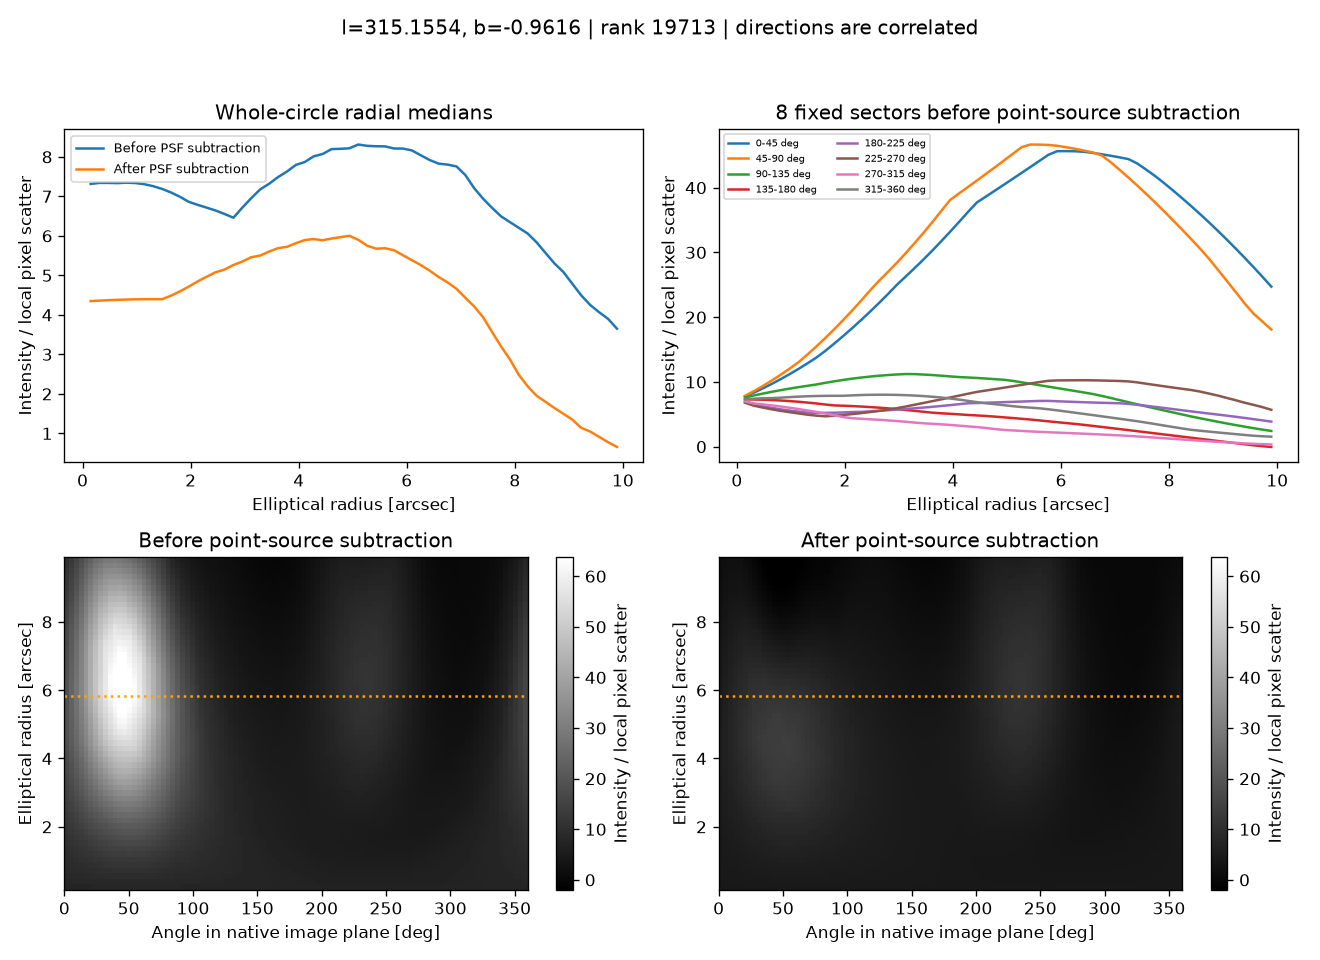 l=315.1554, b=-0.9616 | rank 19713 | directions are correlated
Whole-circle radial medians
Before PSF subtraction
After PSF subtraction
8
7
6
5
4
3
2
1
Intensity / local pixel scatter
0 2 4 6 8 10
Elliptical radius [arcsec]
8 fixed sectors before point-source subtraction
0-45 deg
45-90 deg
90-135 deg
135-180 deg
180-225 deg
225-270 deg
270-315 deg
315-360 deg
40
30
20
10
0
Intensity / local pixel scatter
0 2 4 6 8 10
Elliptical radius [arcsec]
Before point-source subtraction
8
6
4
2
Elliptical radius [arcsec]
0 50 100 150 200 250 300 350
Angle in native image plane [deg]
60
50
40
30
20
10
0
Intensity / local pixel scatter
After point-source subtraction
8
6
4
2
Elliptical radius [arcsec]
0 50 100 150 200 250 300 350
Angle in native image plane [deg]
60
50
40
30
20
10
0
Intensity / local pixel scatter